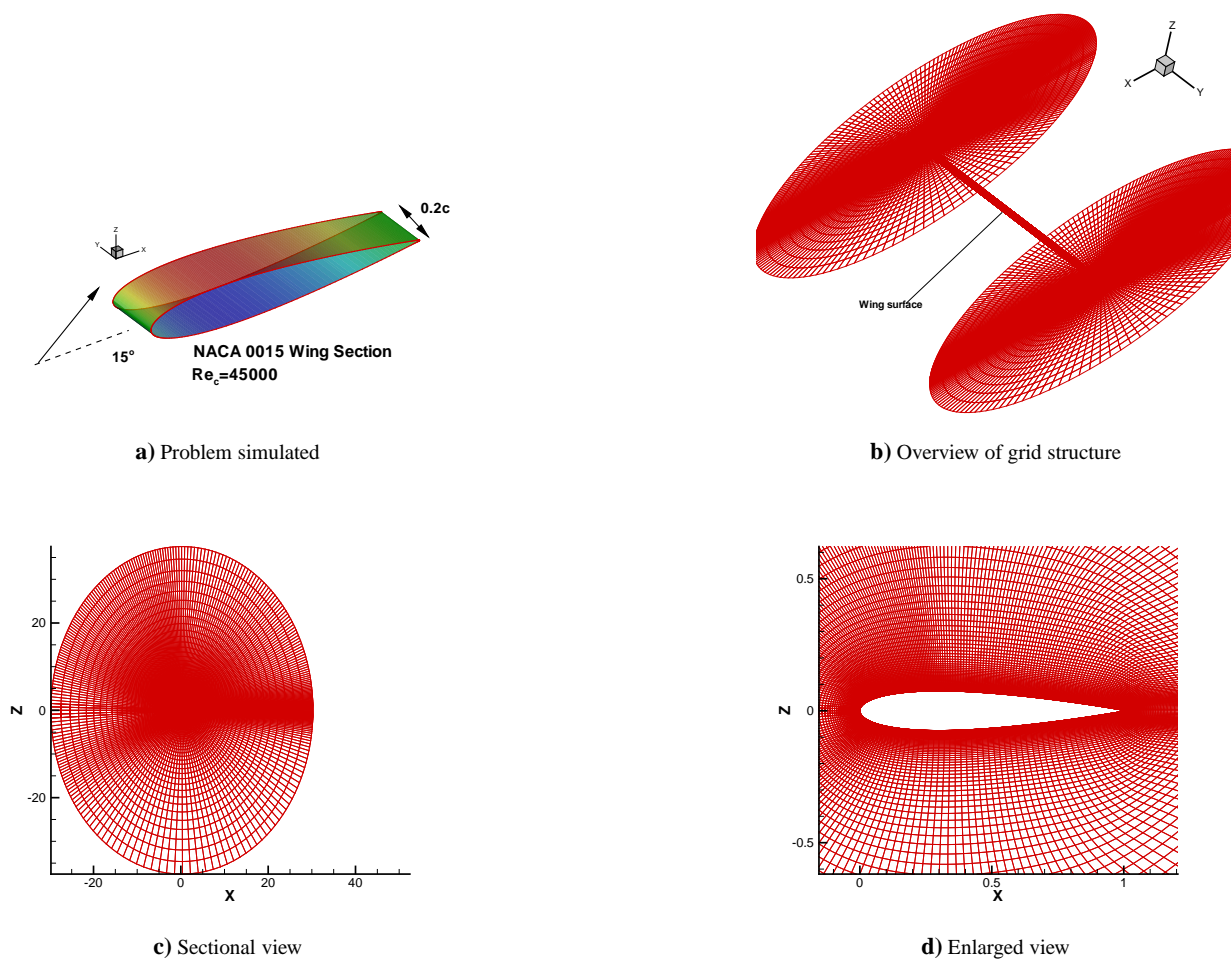 Z
Y
X
0.2c
15°
NACA 0015 Wing Section
Re_c=45000
a) Problem simulated
Z
X
Y
Wing surface
b) Overview of grid structure
Z
20
0
-20
-20
0
20
40
X
c) Sectional view
Z
0.5
0
-0.5
0
0.5
1
X
d) Enlarged view